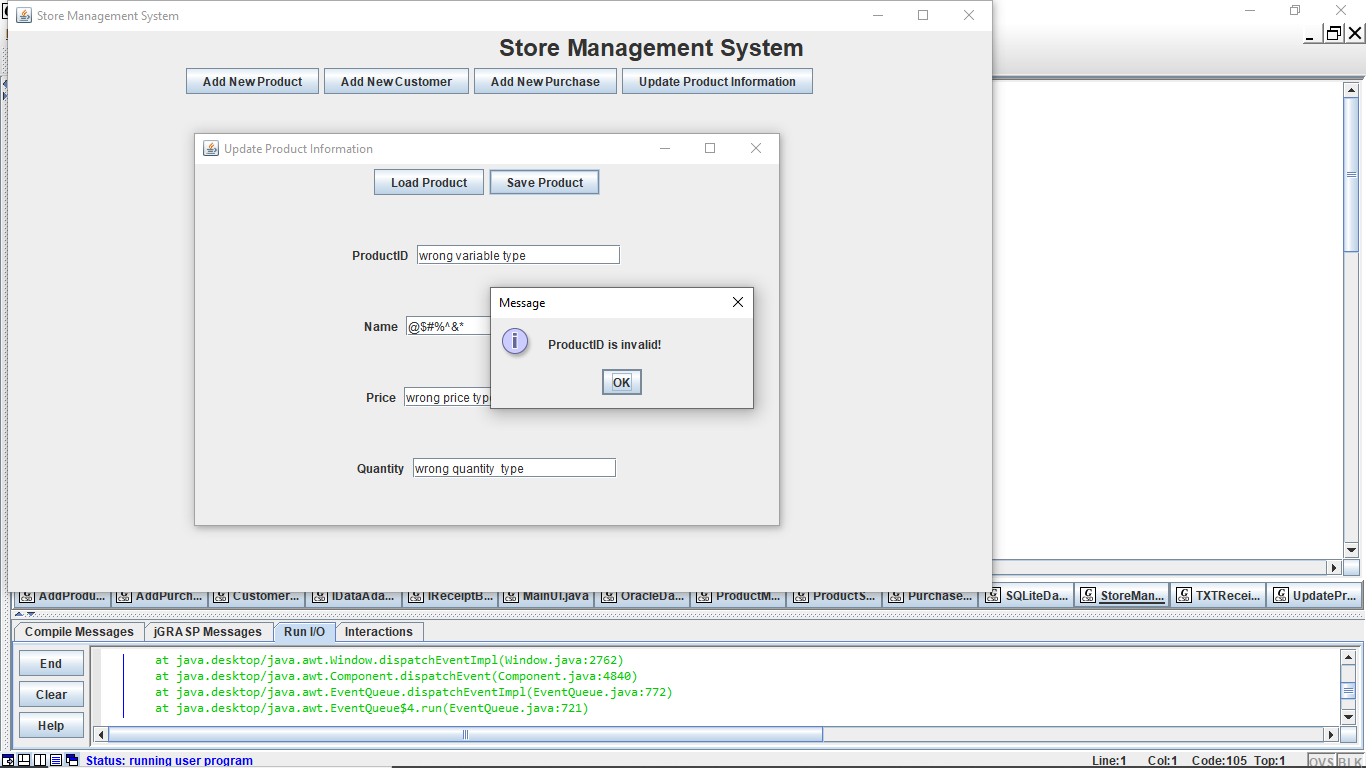 Store Management System
Store Management System
Add New Product Add New Customer Add New Purchase Update Product Information
Update Product Information
Load Product Save Product
ProductID wrong variable type
Message
Name @$#%^&*
ProductID is invalid!
OK
Price wrong price typ
Quantity wrong quantity type
AddProdu... AddPurch... Customer... IDataAda... IReceiptB... MainUI.java OracleDa... ProductM... ProductS... Purchase... SQLiteDa... StoreMan... TXTRecei... UpdatePr...
Compile Messages jGRASP Messages Run I/O Interactions
End
Clear
Help
at java.desktop/java.awt.Window.dispatchEventImpl(Window.java:2762)
at java.desktop/java.awt.Component.dispatchEvent(Component.java:4840)
at java.desktop/java.awt.EventQueue.dispatchEventImpl(EventQueue.java:772)
at java.desktop/java.awt.EventQueue$4.run(EventQueue.java:721)
Status: running user program Line:1 Col:1 Code:105 Top:1 OVS BLK